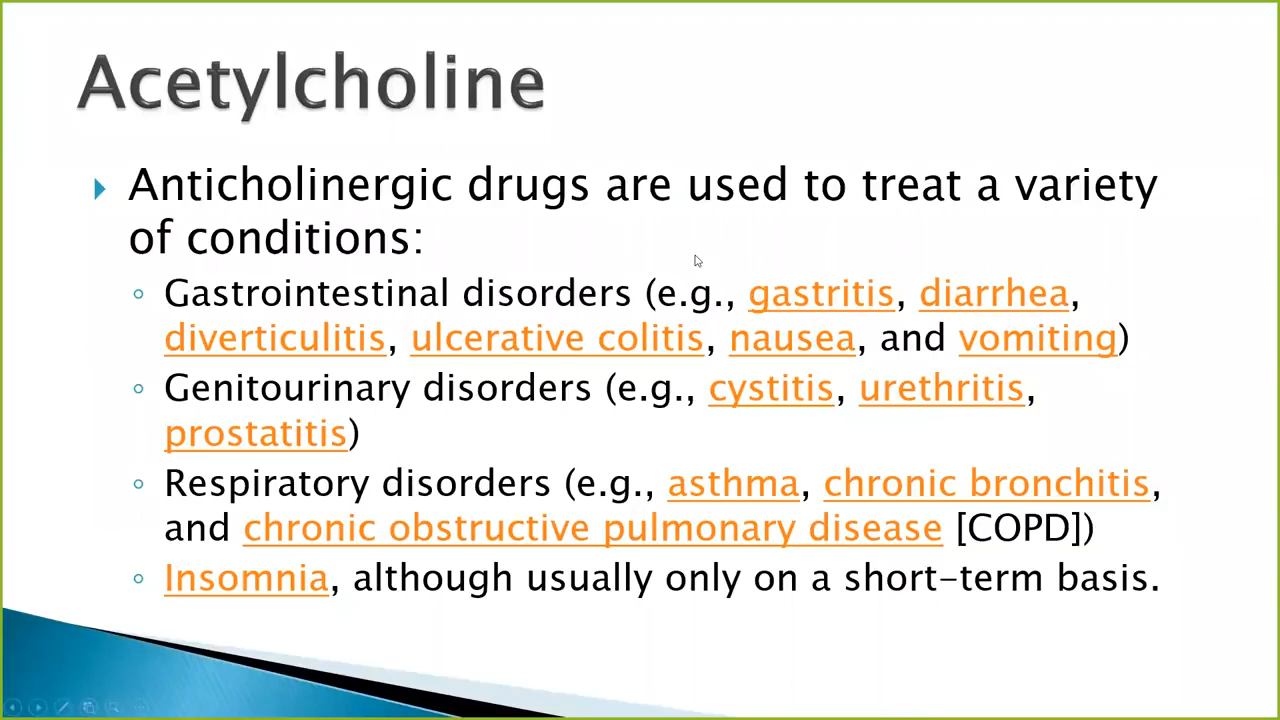 Acetylcholine
Anticholinergic drugs are used to treat a variety
of conditions:
Gastrointestinal disorders (e.g., gastritis, diarrhea,
diverticulitis, ulcerative colitis, nausea, and vomiting)
Genitourinary disorders (e.g., cystitis, urethritis,
prostatitis)
Respiratory disorders (e.g., asthma, chronic bronchitis,
and chronic obstructive pulmonary disease [COPD])
Insomnia, although usually only on a short-term basis.